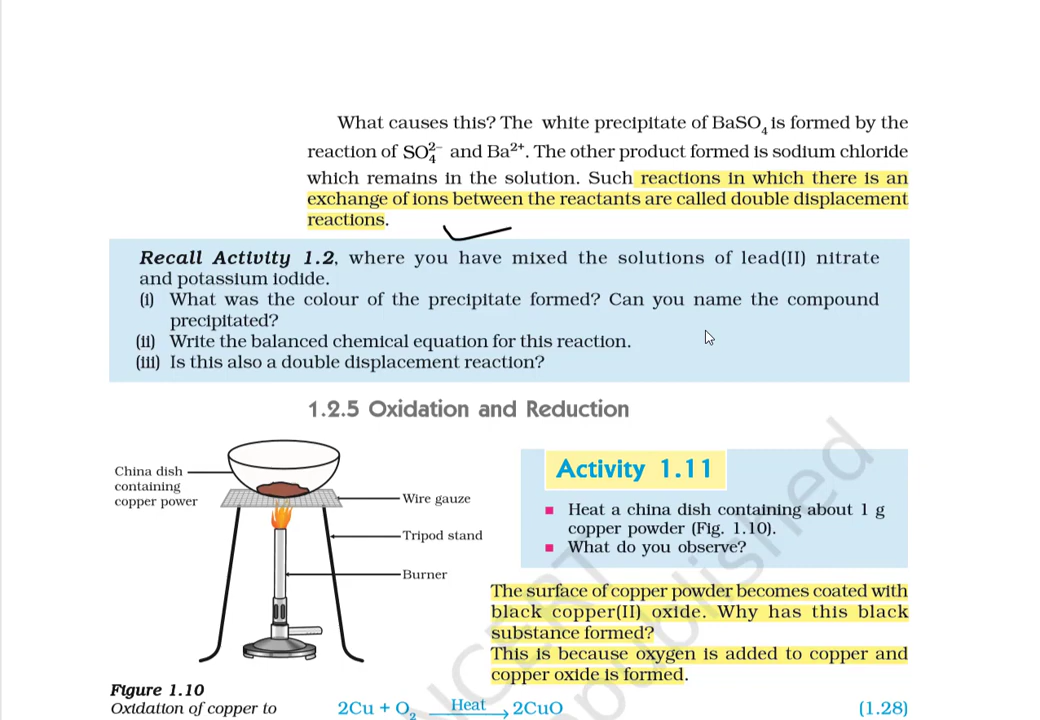 What causes this? The white precipitate of BaSO₄ is formed by the
reaction of SO₄²⁻ and Ba²⁺. The other product formed is sodium chloride
which remains in the solution. Such reactions in which there is an
exchange of ions between the reactants are called double displacement
reactions.
Recall Activity 1.2, where you have mixed the solutions of lead(II) nitrate
and potassium iodide.
(i) What was the colour of the precipitate formed? Can you name the compound
precipitated?
(ii) Write the balanced chemical equation for this reaction.
(iii) Is this also a double displacement reaction?
1.2.5 Oxidation and Reduction
China dish
containing
copper power
Wire gauze
Tripod stand
Burner
Figure 1.10
Oxidation of copper to
Activity 1.11
■ Heat a china dish containing about 1 g
copper powder (Fig. 1.10).
■ What do you observe?
The surface of copper powder becomes coated with
black copper(II) oxide. Why has this black
substance formed?
This is because oxygen is added to copper and
copper oxide is formed.
2Cu + O₂ Heat → 2CuO (1.28)
NCERT
published